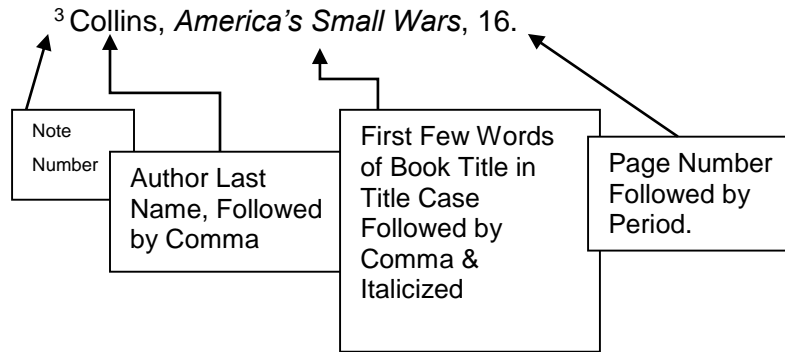 3 Collins, America's Small Wars, 16.
Note
Number
Author Last
Name, Followed
by Comma
First Few Words
of Book Title in
Title Case
Followed by
Comma &
Italicized
Page Number
Followed by
Period.